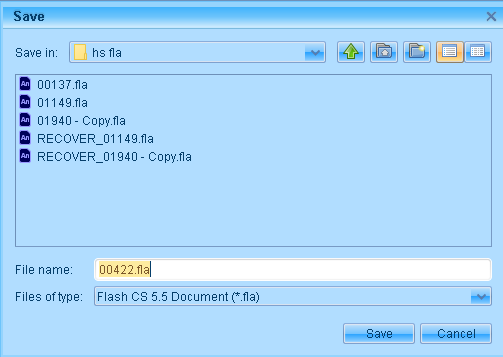 Save
Save in: hs fla
An 00137.fla
An 01149.fla
An 01940 - Copy.fla
An RECOVER_01149.fla
An RECOVER_01940 - Copy.fla
File name: 00422.fla
Files of type: Flash CS 5.5 Document (*.fla)
Save Cancel